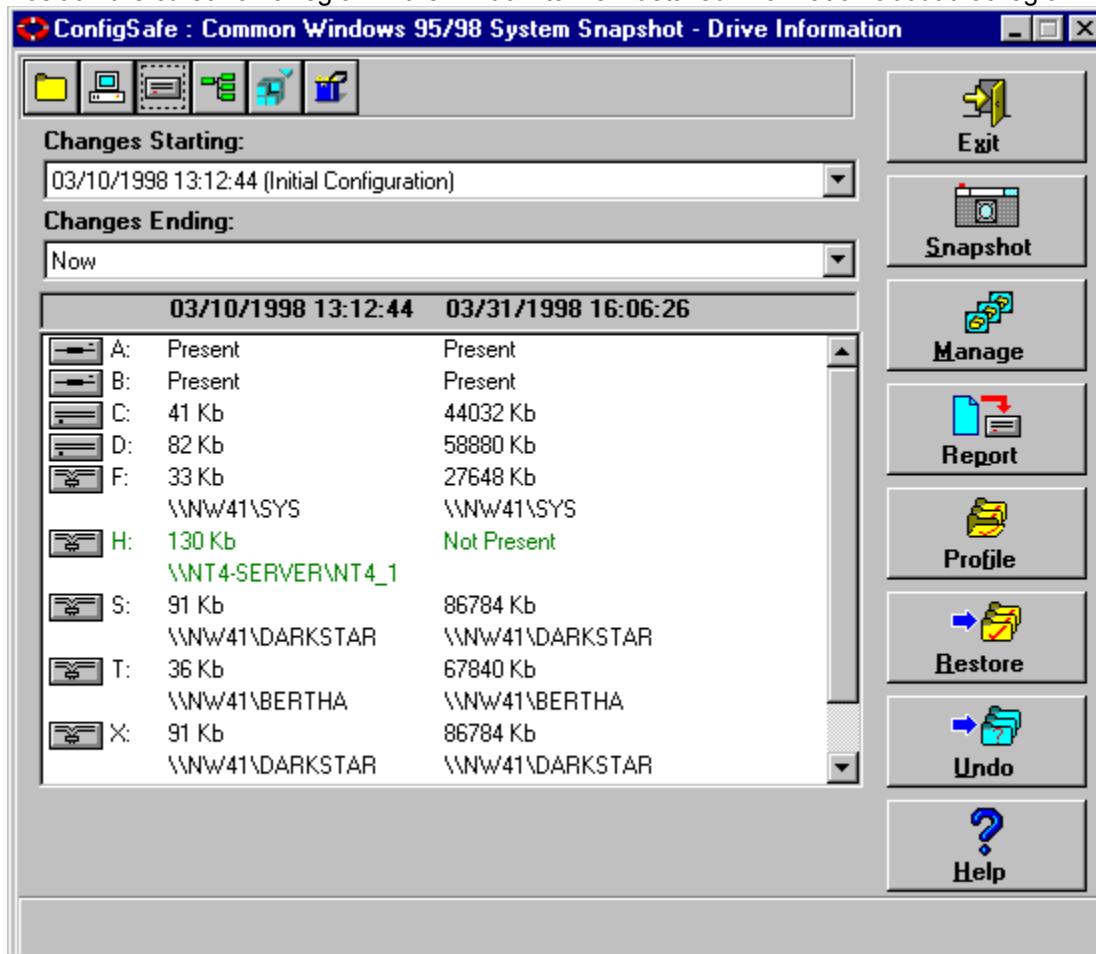 ConfigSafe : Common Windows 95/98 System Snapshot - Drive Information
Changes Starting:
03/10/1998 13:12:44 (Initial Configuration)
Changes Ending:
Now
03/10/1998 13:12:44 03/31/1998 16:06:26
A: Present Present
B: Present Present
C: 41 Kb 44032 Kb
D: 82 Kb 58880 Kb
F: 33 Kb 27648 Kb
\\NW41\SYS \\NW41\SYS
H: 130 Kb Not Present
\\NT4-SERVER\NT4_1
S: 91 Kb 86784 Kb
\\NW41\DARKSTAR \\NW41\DARKSTAR
T: 36 Kb 67840 Kb
\\NW41\BERTHA \\NW41\BERTHA
X: 91 Kb 86784 Kb
\\NW41\DARKSTAR \\NW41\DARKSTAR
Exit
Snapshot
Manage
Report
Profile
Restore
Undo
Help